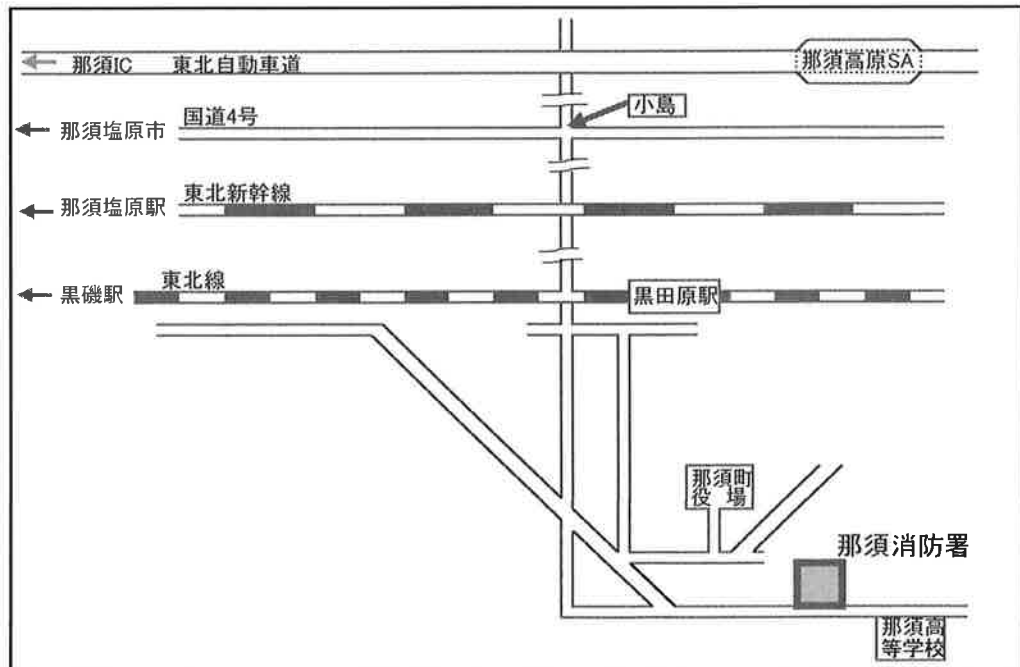 那須IC
東北自動車道
那須高原SA
国道4号
小島
那須塩原市
東北新幹線
那須塩原駅
東北線
黒磯駅
黒田原駅
那須町
役場
那須消防署
那須高
等学校